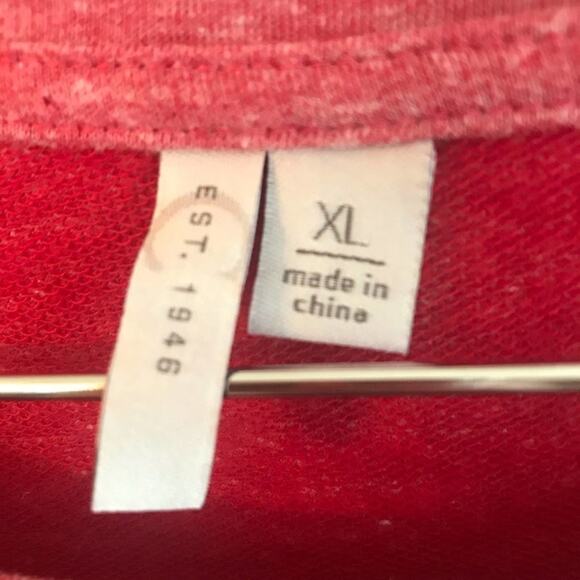 EST. 1946
XL
made in
china